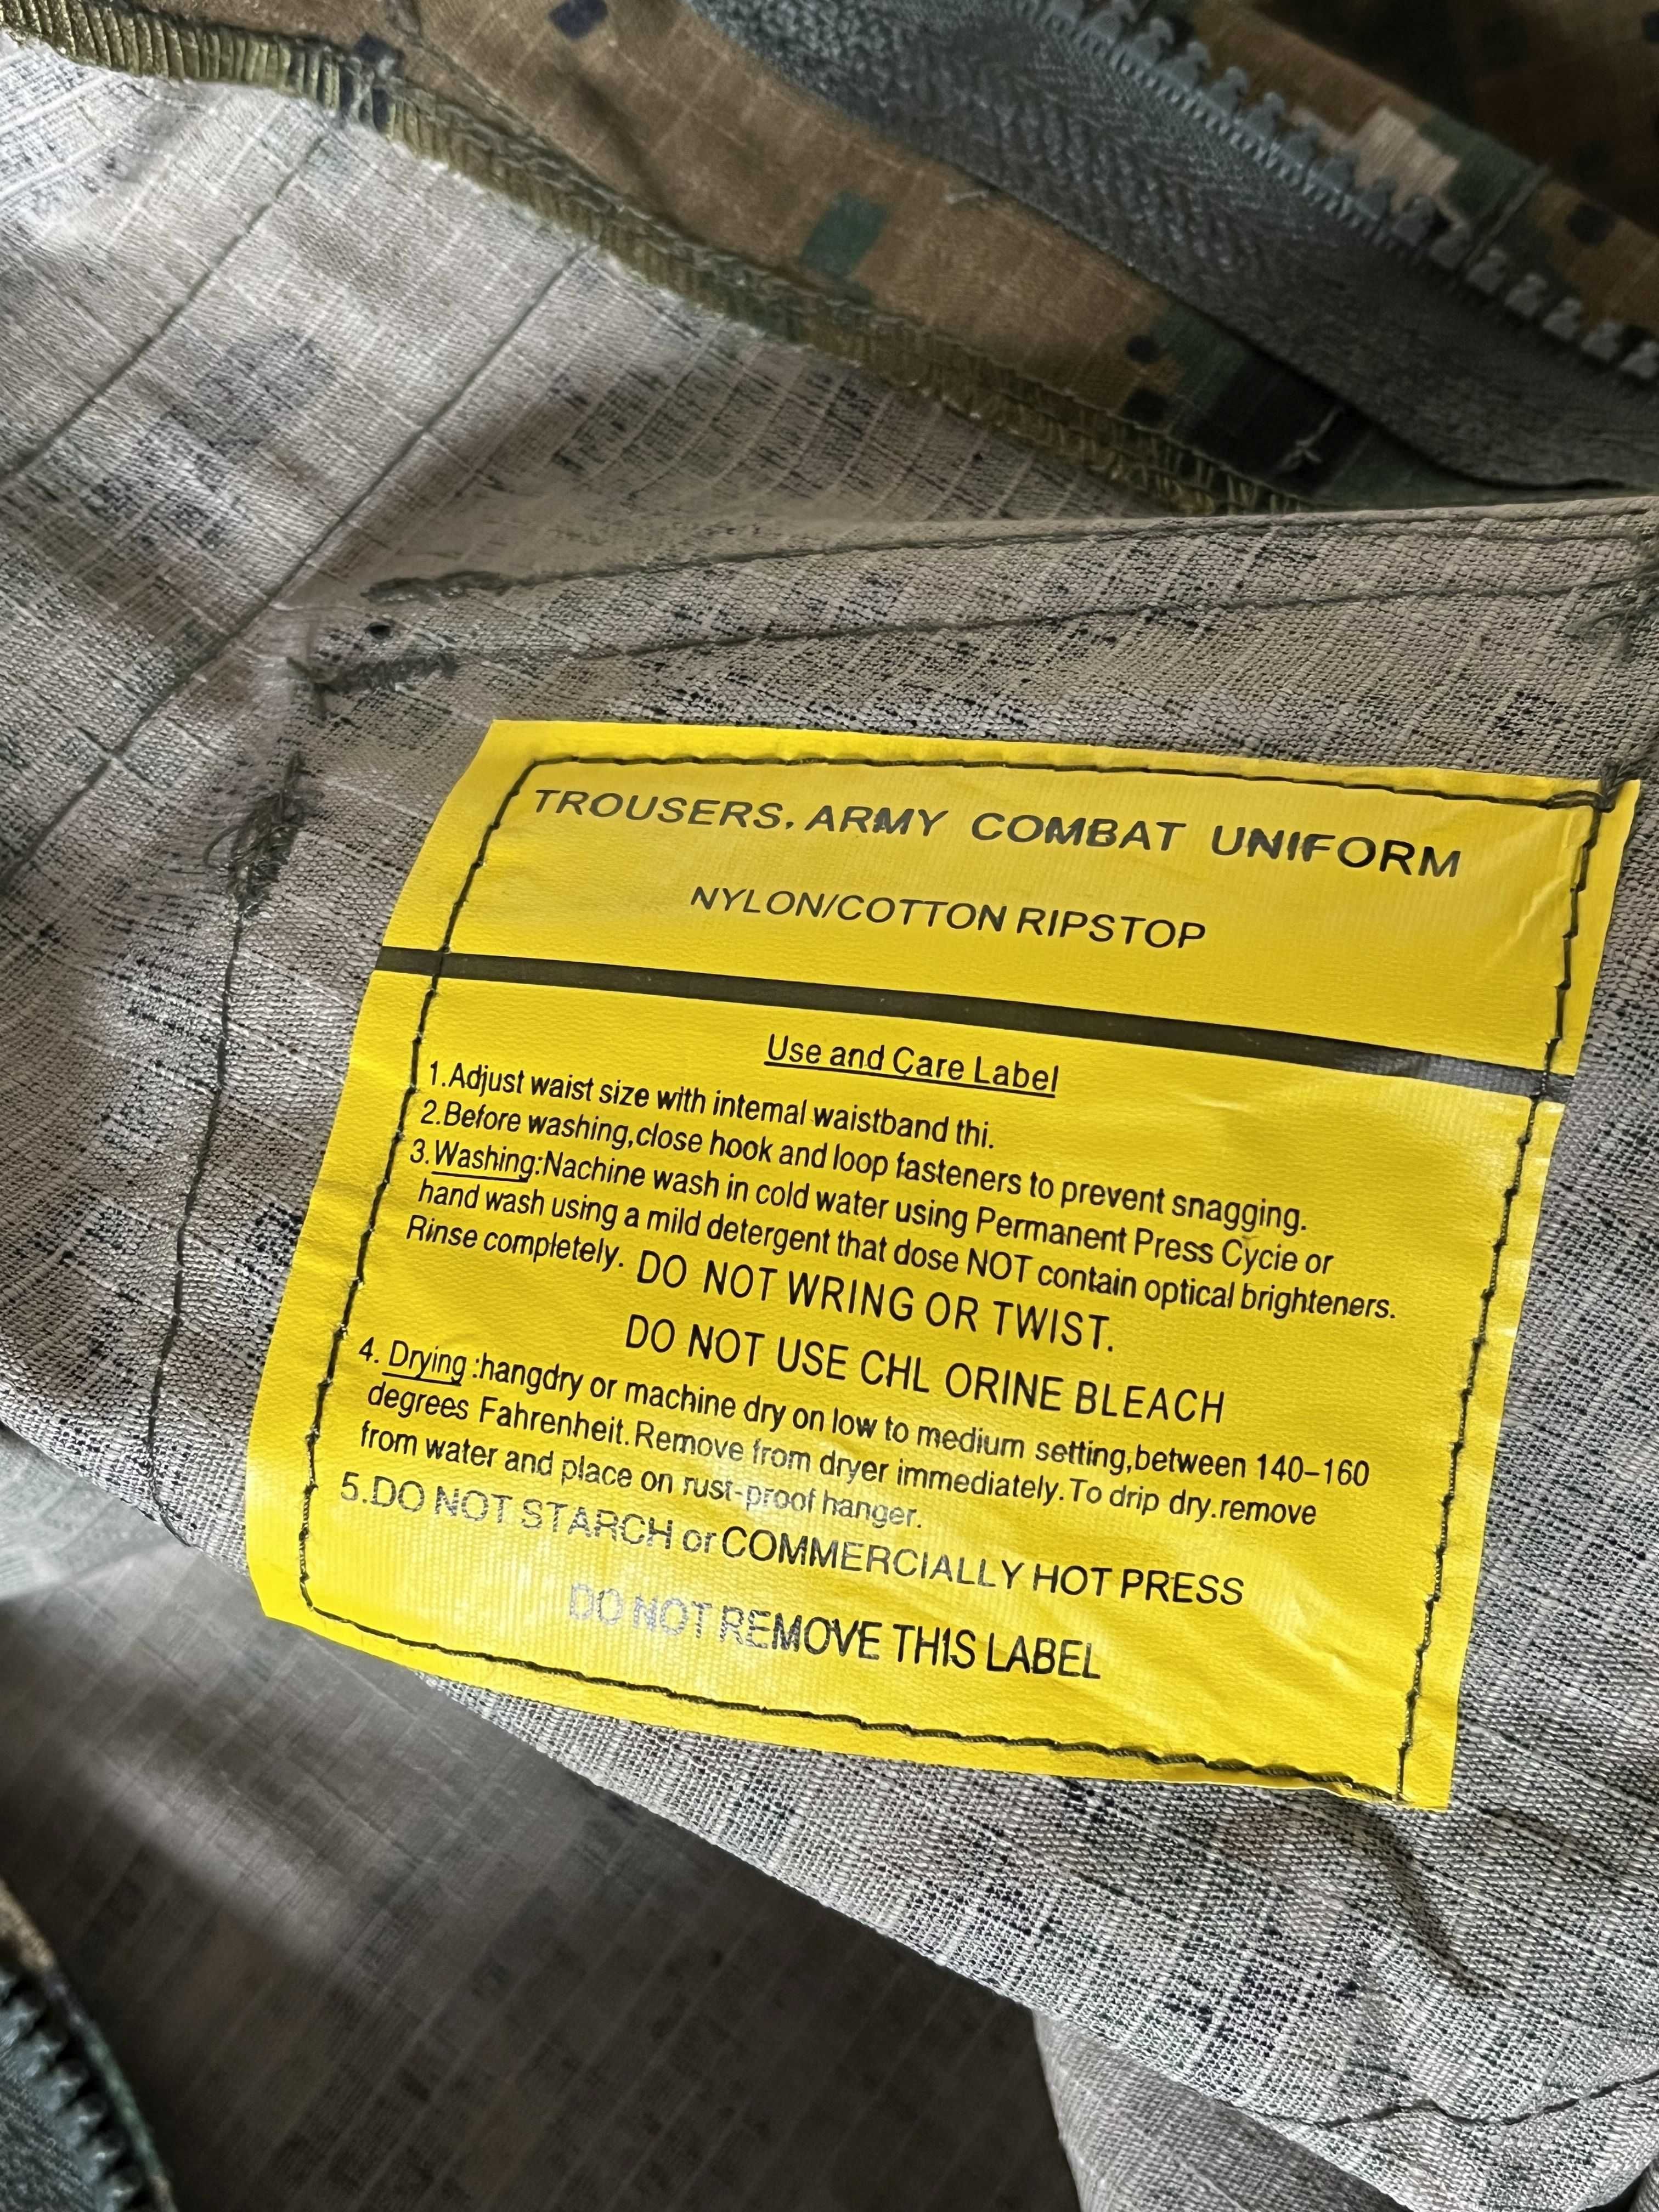 TROUSERS, ARMY COMBAT UNIFORM
NYLON/COTTON RIPSTOP
Use and Care Label
1.Adjust waist size with intemal waistband thi.
2.Before washing,close hook and loop fasteners to prevent snagging.
3.Washing:Nachine wash in cold water using Permanent Press Cycie or
hand wash using a mild detergent that dose NOT contain optical brighteners.
Rinse completely. DO NOT WRING OR TWIST.
DO NOT USE CHL ORINE BLEACH
4. Drying :hangdry or machine dry on low to medium setting,between 140-160
degrees Fahrenheit.Remove from dryer immediately.To drip dry.remove
from water and place on rust-proof hanger.
5.DO NOT STARCH or COMMERCIALLY HOT PRESS
DO NOT REMOVE THIS LABEL